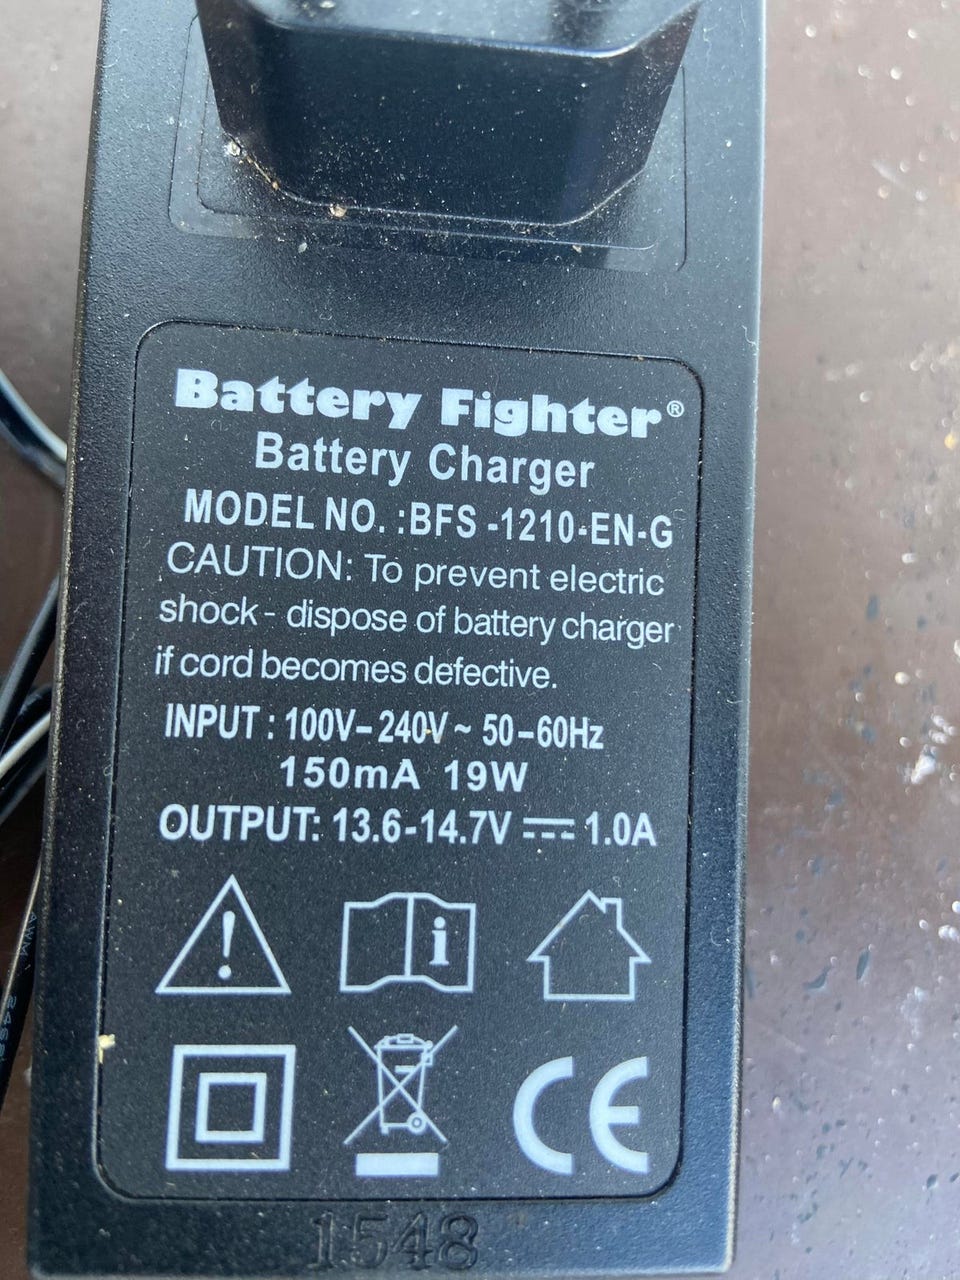 Battery Fighter®
Battery Charger
MODEL NO. :BFS -1210-EN-G
CAUTION: To prevent electric
shock - dispose of battery charger
if cord becomes defective.
INPUT : 100V– 240V ~ 50–60Hz
150mA 19W
OUTPUT: 13.6-14.7V ⎓ 1.0A
i
CE
1548